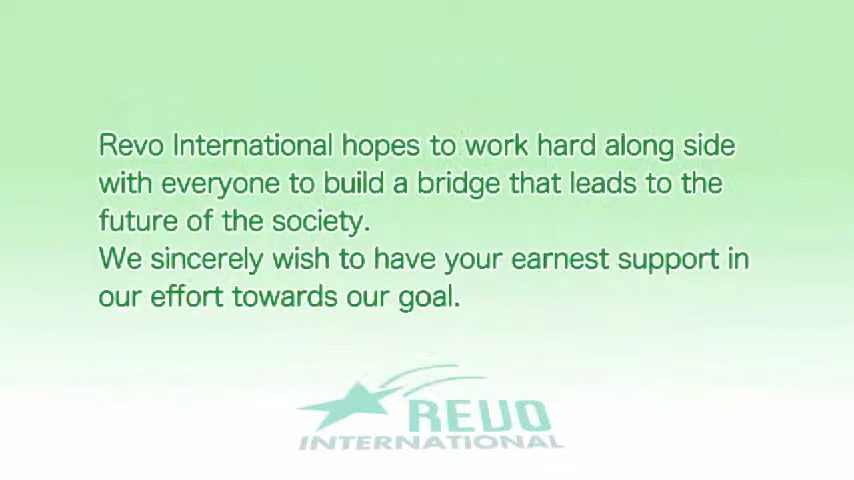 Revo International hopes to work hard along side
with everyone to build a bridge that leads to the
future of the society.
We sincerely wish to have your earnest support in
our effort towards our goal.
REVO
INTERNATIONAL